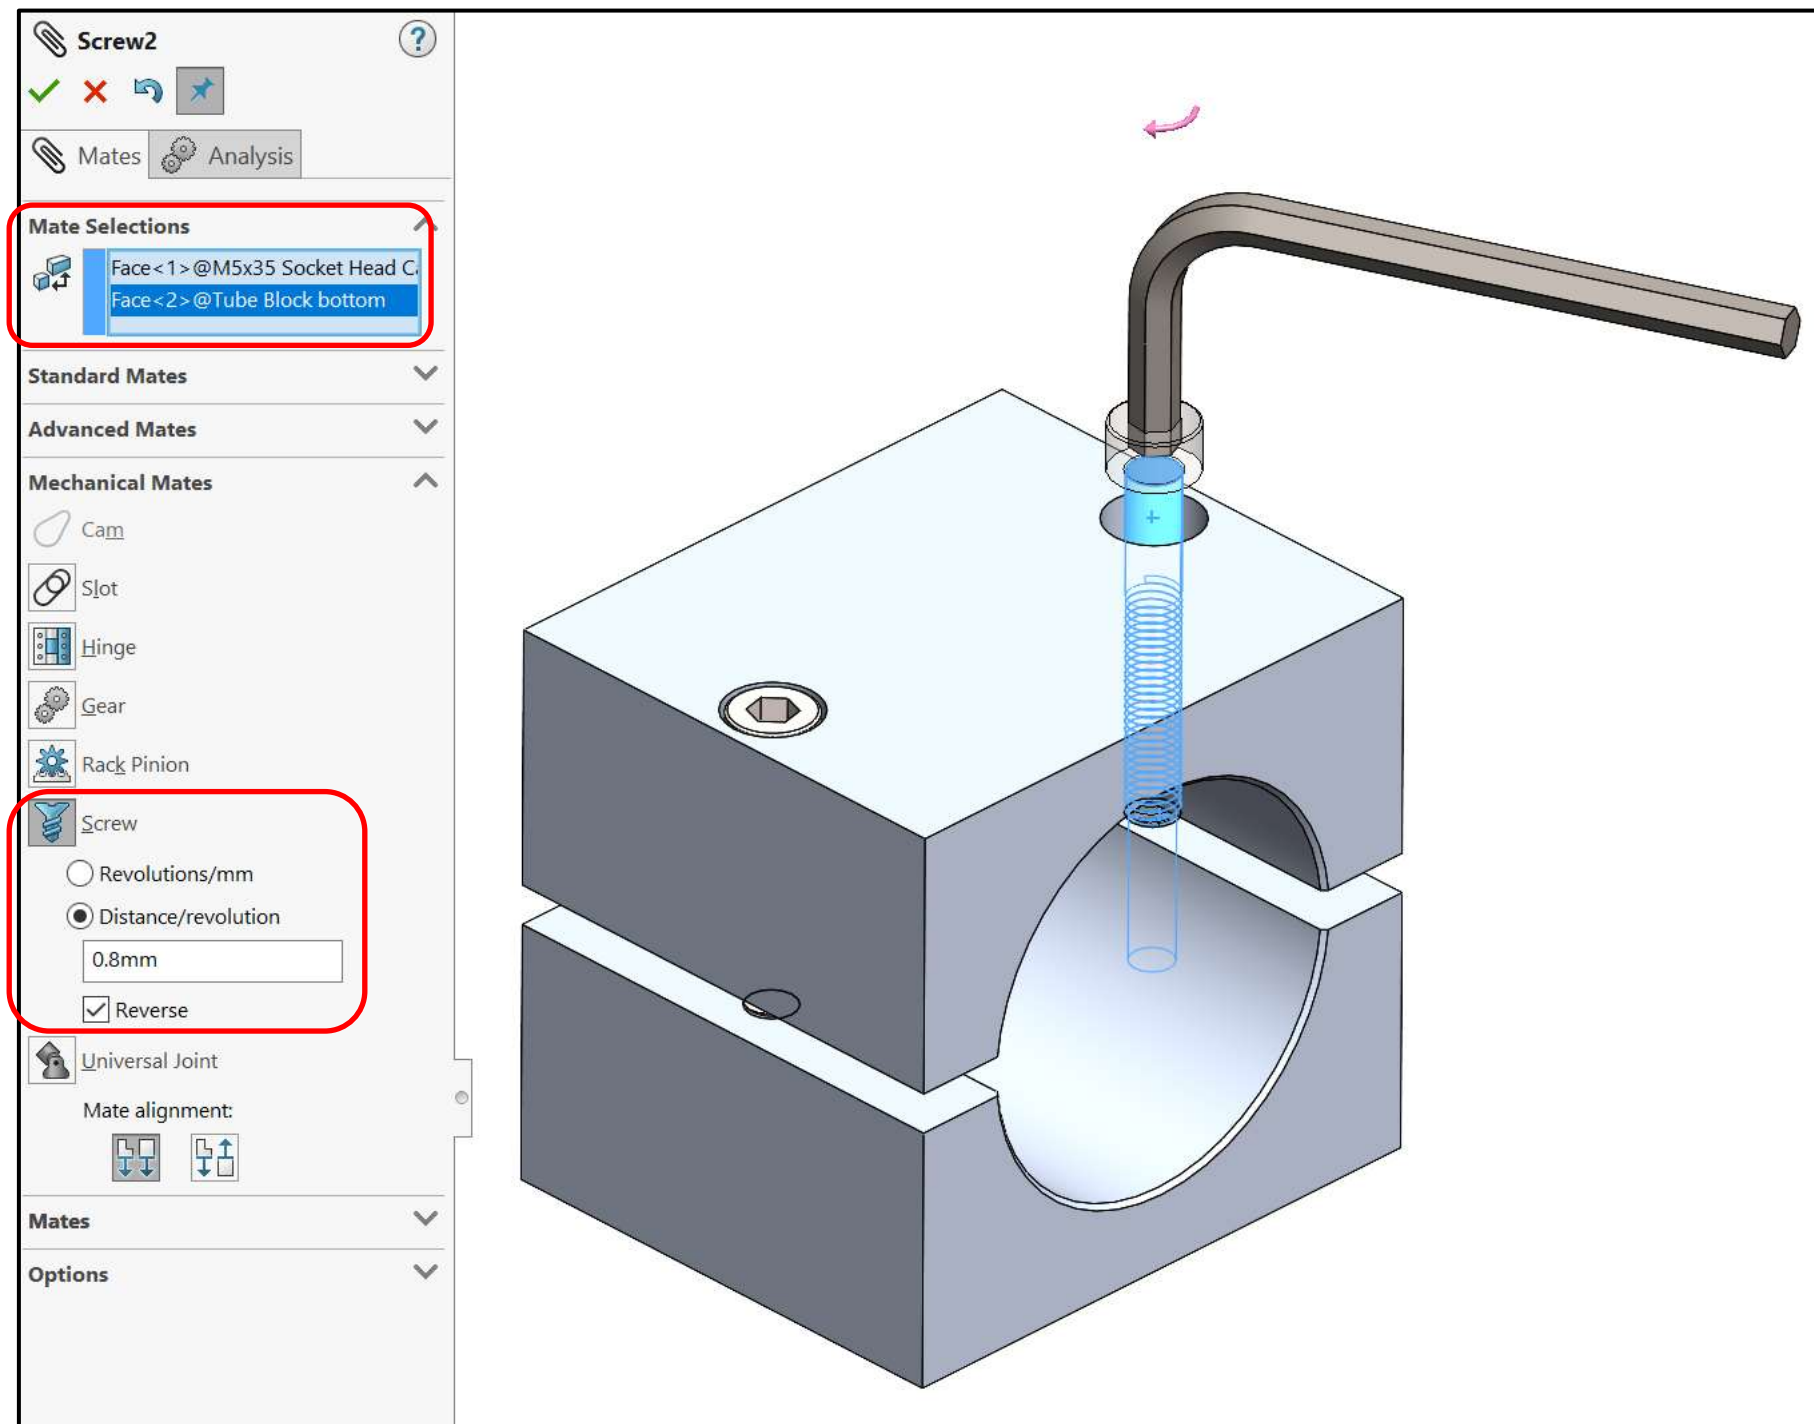 Screw2
?
Mates
Analysis
Mate Selections
Face<1>@M5x35 Socket Head Ca
Face<2>@Tube Block bottom
Standard Mates
Advanced Mates
Mechanical Mates
Cam
Slot
Hinge
Gear
Rack Pinion
Screw
Revolutions/mm
Distance/revolution
0.8mm
Reverse
Universal Joint
Mate alignment:
Mates
Options